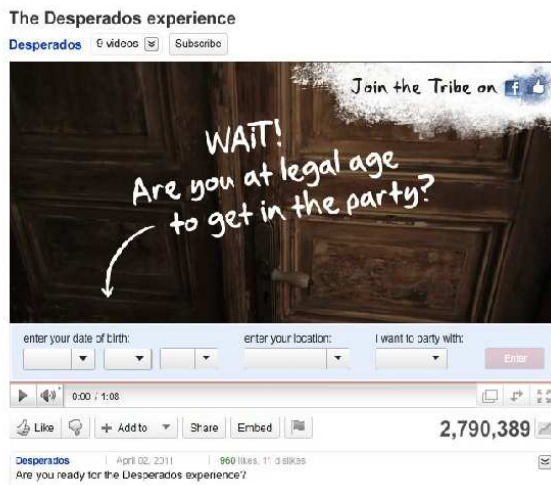 The Desperados experience
Desperados 9 videos Subscribe
Join the Tribe on
WAiT!
Are you at legal age
to get in the party?
enter your date of birth: enter your location: I want to party with:
Enter
0:00 / 1:08
Like Add to Share Embed 2,790,389
Desperados April 02, 2011 960 likes, 11 dislikes
Are you ready for the Desperados experience?